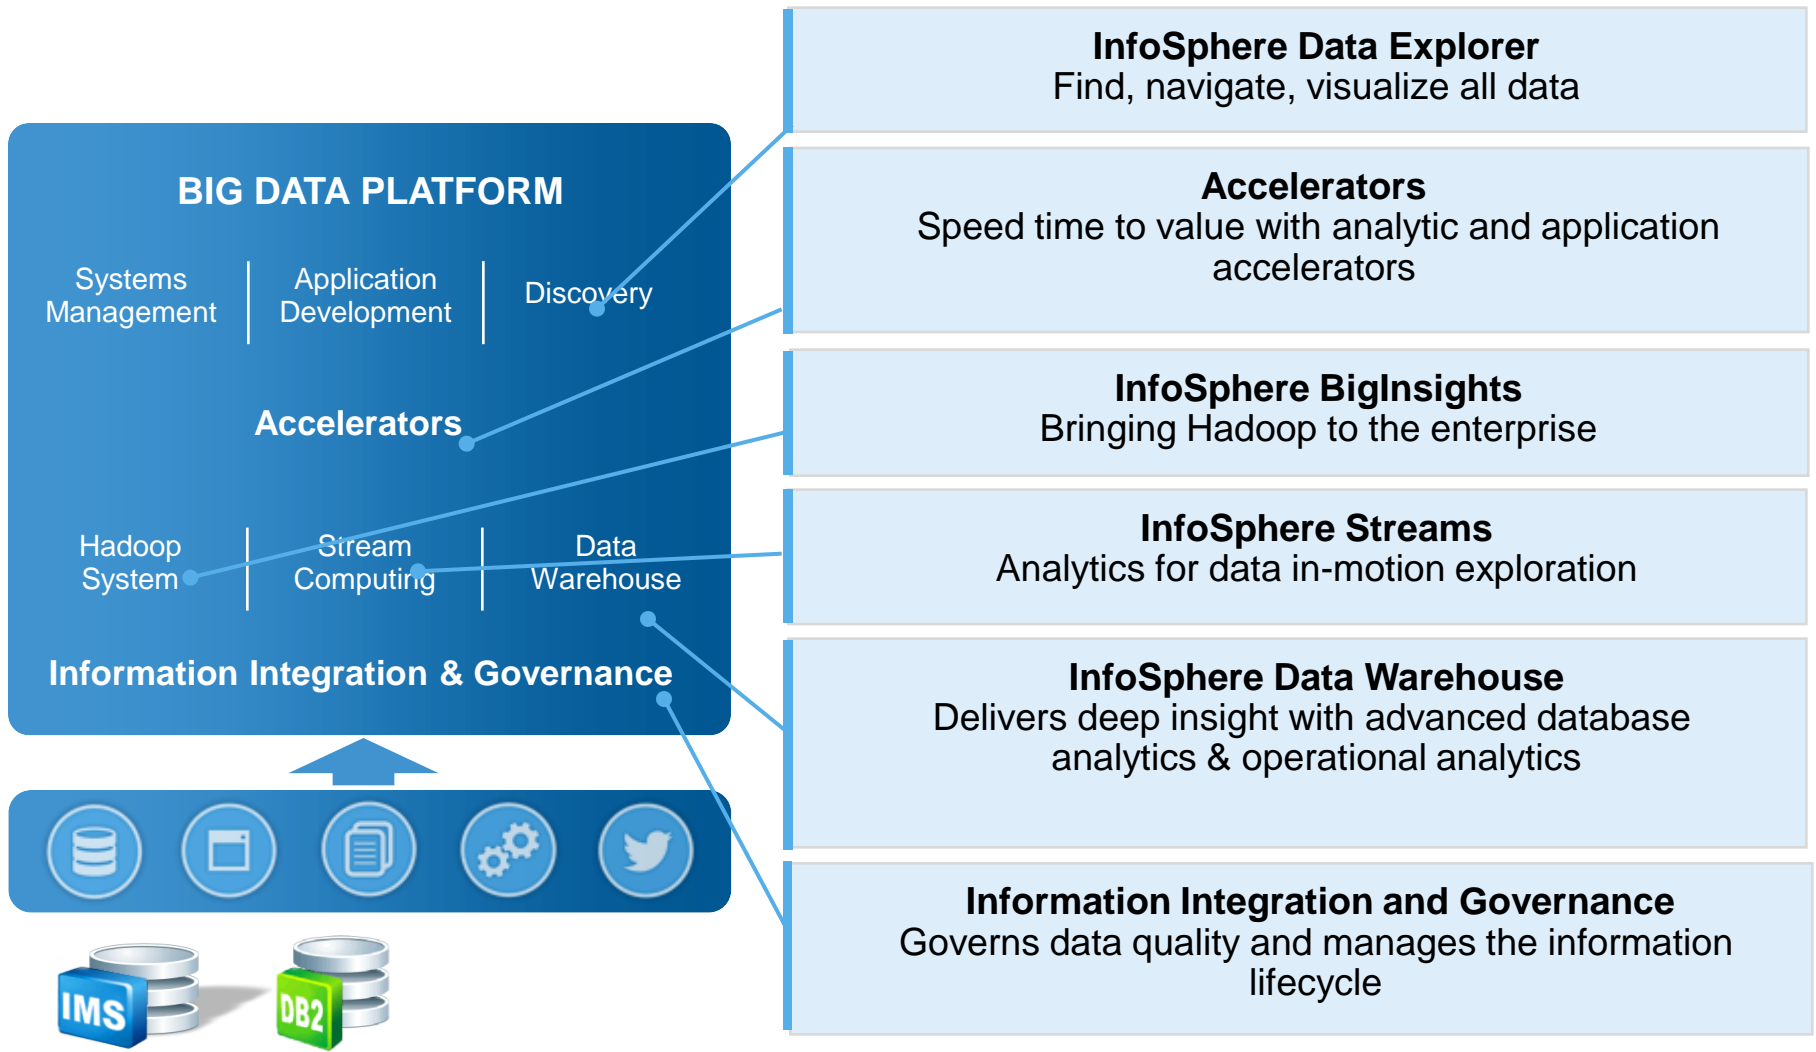 BIG DATA PLATFORM
Systems
Management
Application
Development
Discovery
Accelerators
Hadoop
System
Stream
Computing
Data
Warehouse
Information Integration & Governance
IMS
DB2
InfoSphere Data Explorer
Find, navigate, visualize all data
Accelerators
Speed time to value with analytic and application
accelerators
InfoSphere BigInsights
Bringing Hadoop to the enterprise
InfoSphere Streams
Analytics for data in-motion exploration
InfoSphere Data Warehouse
Delivers deep insight with advanced database
analytics & operational analytics
Information Integration and Governance
Governs data quality and manages the information
lifecycle